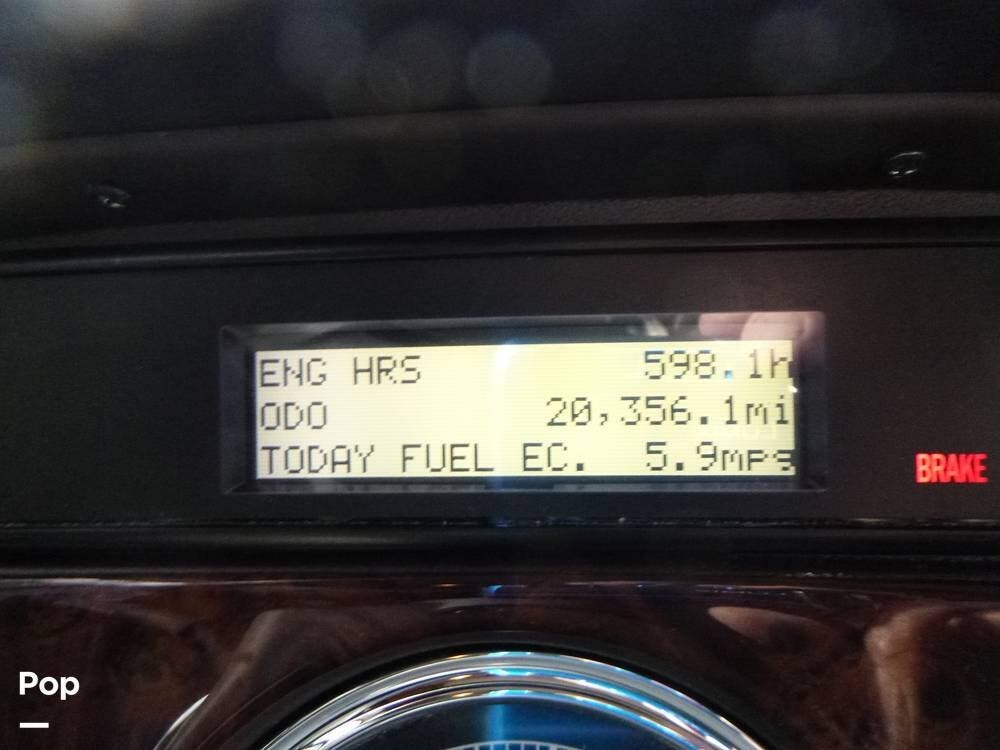 ENG HRS 598.1h
ODO 20,356.1mi
TODAY FUEL EC. 5.9mpg
BRAKE
Pop